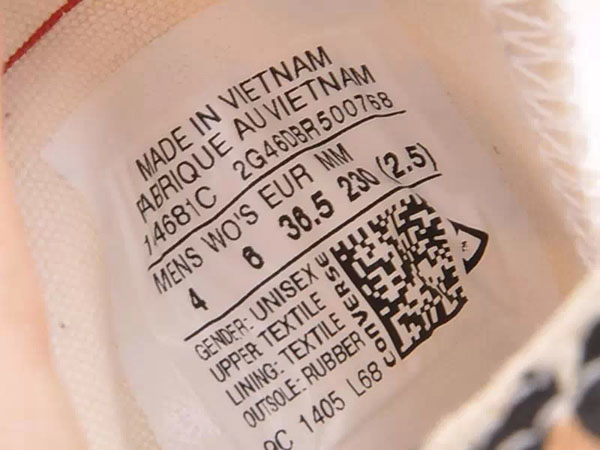 MADE IN VIETNAM
FABRIQUE AU VIETNAM
14681C 2G46DBR500768
MENS WO'S EUR MM
4 6 36.5 230 (2.5)
GENDER: UNISEX
UPPER: TEXTILE
LINING: TEXTILE
OUTSOLE: RUBBER
CONVERSE
1405 L68